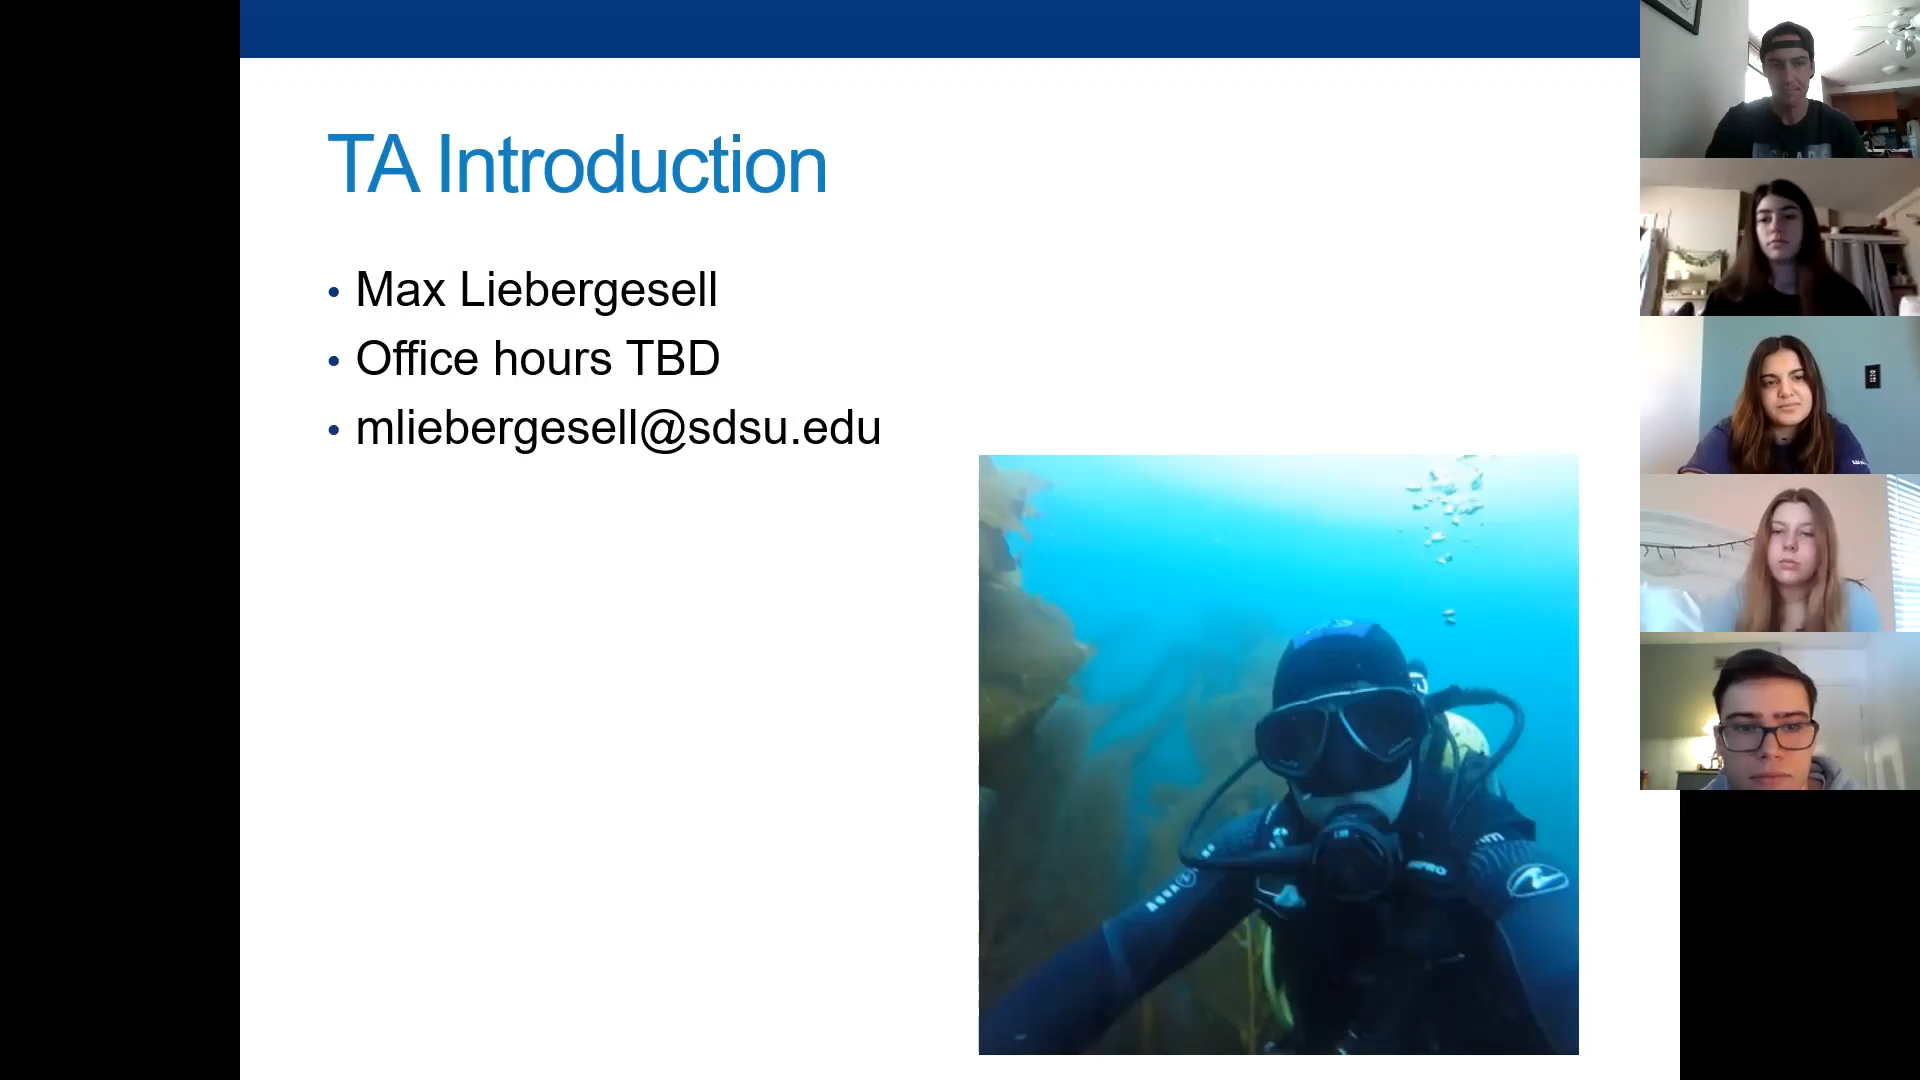 TA Introduction
• Max Liebergesell
• Office hours TBD
• mliebergesell@sdsu.edu